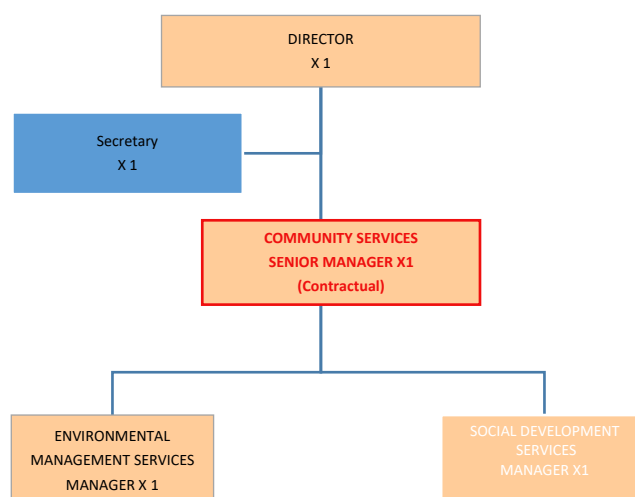 DIRECTOR
X 1
Secretary
X 1
COMMUNITY SERVICES
SENIOR MANAGER X1
(Contractual)
ENVIRONMENTAL
MANAGEMENT SERVICES
MANAGER X 1
SOCIAL DEVELOPMENT
SERVICES
MANAGER X1